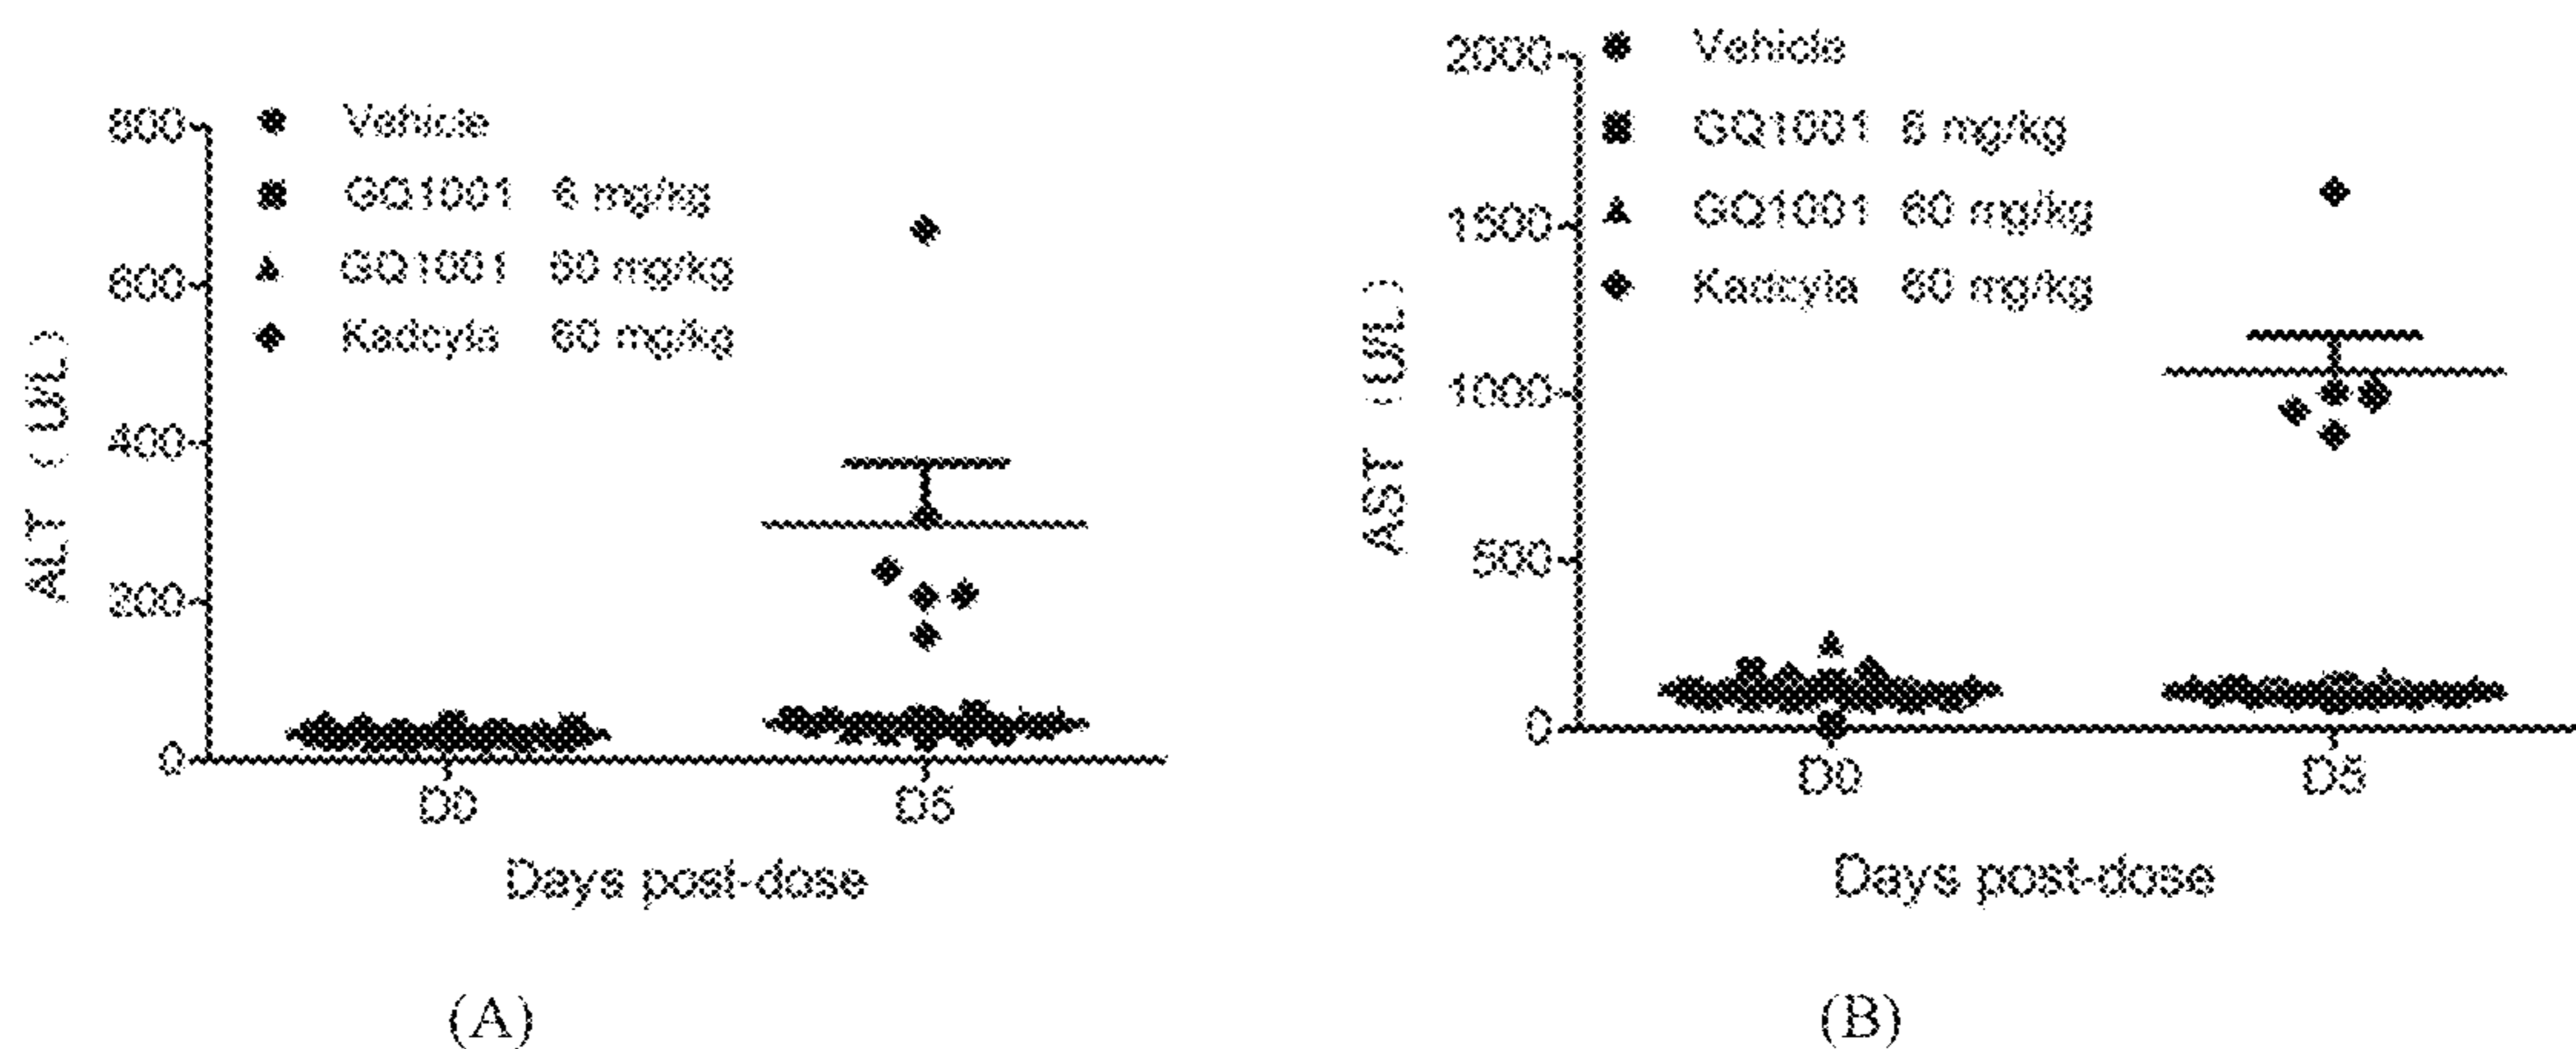 800
600
400
200
0
ALT (U/L)
Vehicle
GQ1001 6 mg/kg
GQ1001 60 mg/kg
Kadcyla 60 mg/kg
D0
D5
Days post-dose
(A)
2000
1500
1000
500
0
AST (U/L)
Vehicle
GQ1001 6 mg/kg
GQ1001 60 mg/kg
Kadcyla 60 mg/kg
D0
D5
Days post-dose
(B)